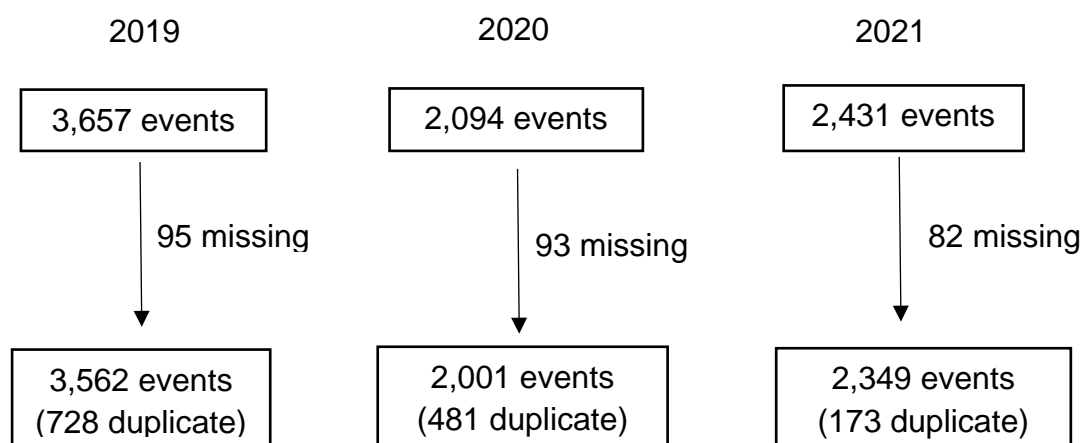 2019
2020
2021
3,657 events
2,094 events
2,431 events
95 missing
93 missing
82 missing
3,562 events
(728 duplicate)
2,001 events
(481 duplicate)
2,349 events
(173 duplicate)